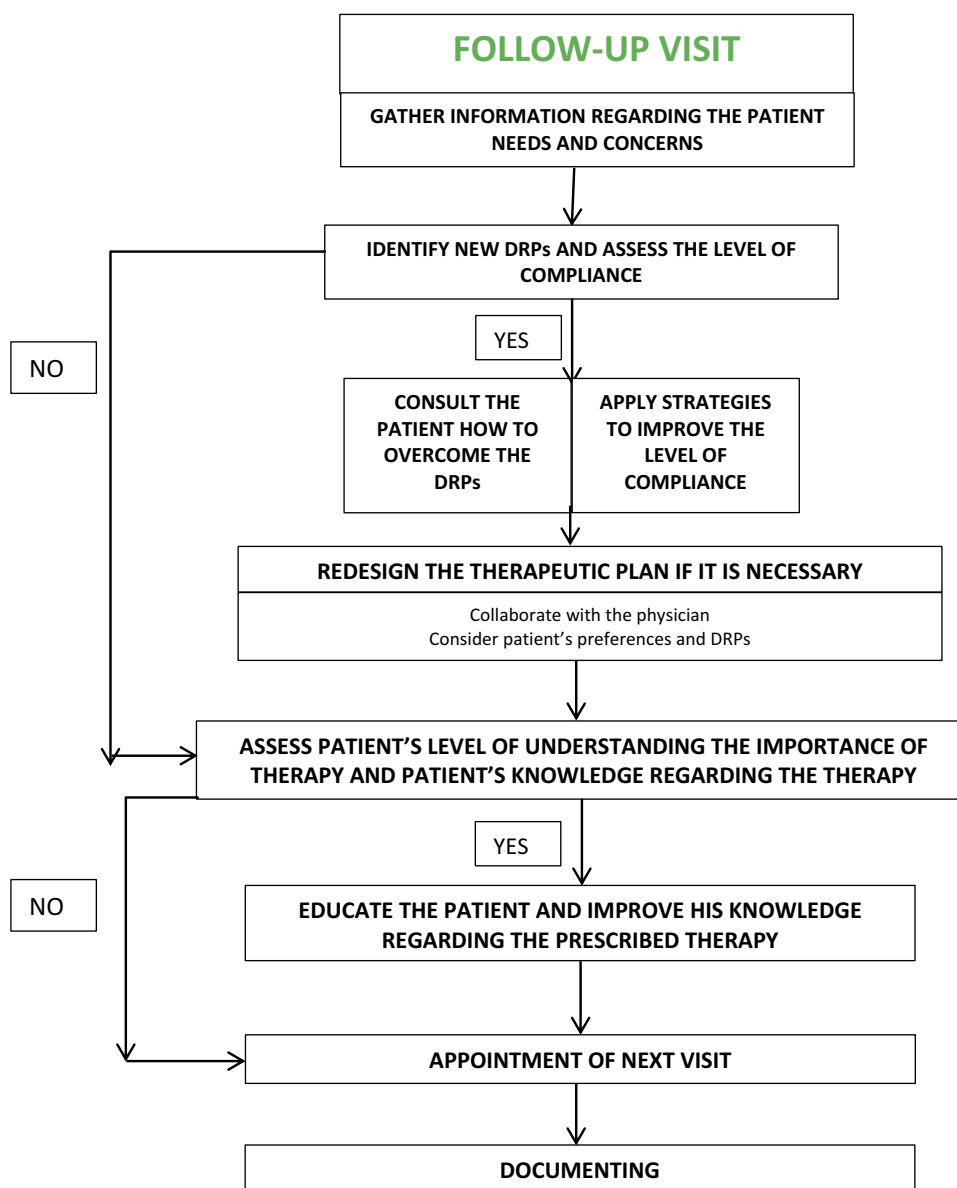 FOLLOW-UP VISIT
GATHER INFORMATION REGARDING THE PATIENT
NEEDS AND CONCERNS
IDENTIFY NEW DRPs AND ASSESS THE LEVEL OF
COMPLIANCE
YES
NO
CONSULT THE
PATIENT HOW TO
OVERCOME THE
DRPs
APPLY STRATEGIES
TO IMPROVE THE
LEVEL OF
COMPLIANCE
REDESIGN THE THERAPEUTIC PLAN IF IT IS NECESSARY
Collaborate with the physician
Consider patient’s preferences and DRPs
ASSESS PATIENT’S LEVEL OF UNDERSTANDING THE IMPORTANCE OF
THERAPY AND PATIENT’S KNOWLEDGE REGARDING THE THERAPY
YES
NO
EDUCATE THE PATIENT AND IMPROVE HIS KNOWLEDGE
REGARDING THE PRESCRIBED THERAPY
APPOINTMENT OF NEXT VISIT
DOCUMENTING